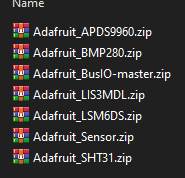 Name
Adafruit_APDS9960.zip
Adafruit_BMP280.zip
Adafruit_BusIO-master.zip
Adafruit_LIS3MDL.zip
Adafruit_LSM6DS.zip
Adafruit_Sensor.zip
Adafruit_SHT31.zip